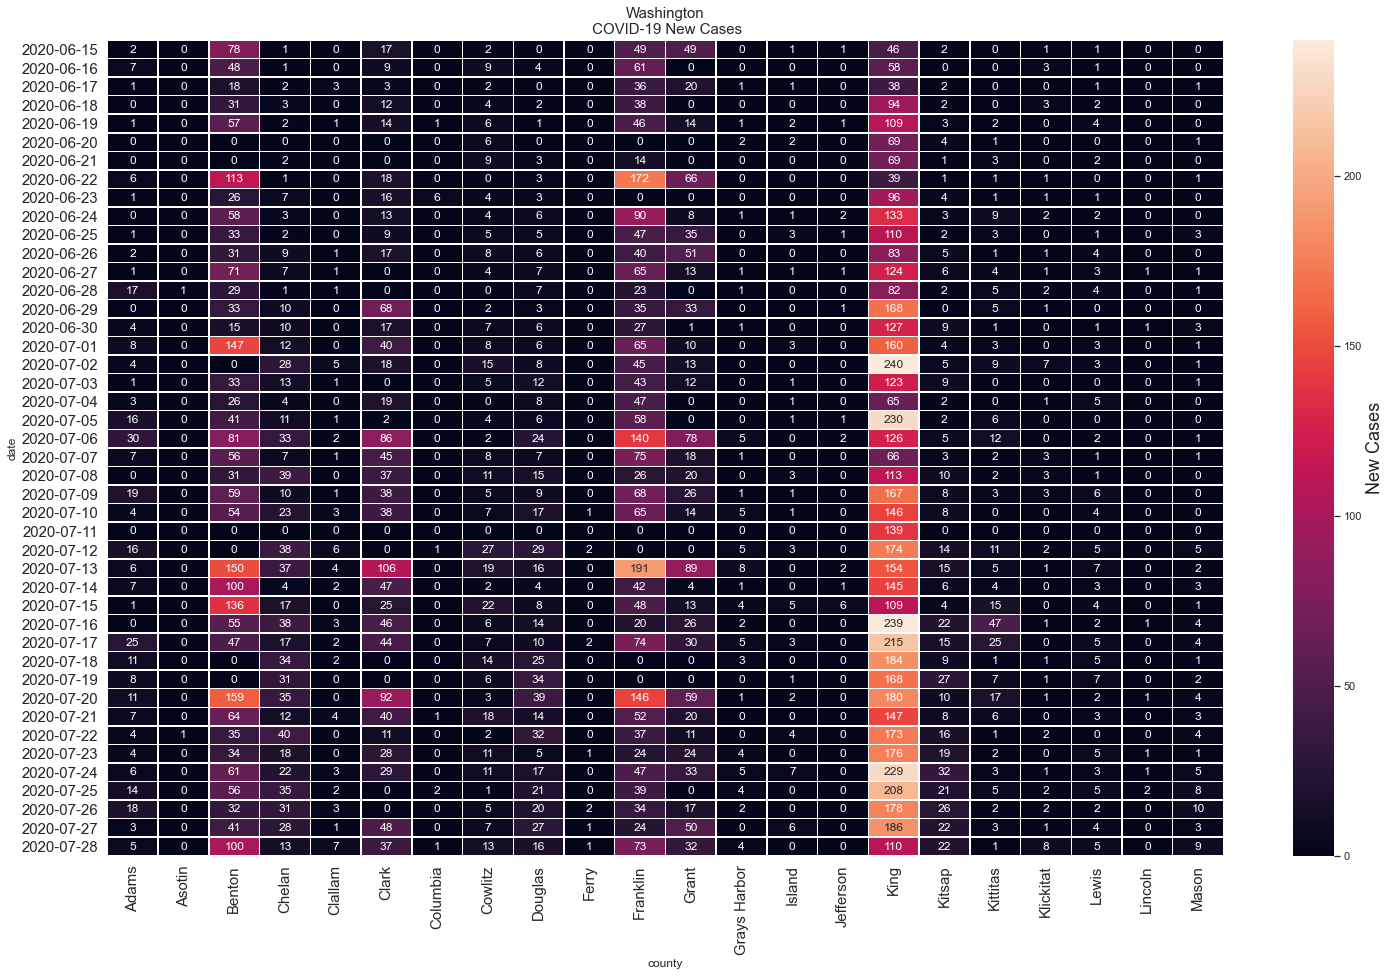 Washington
COVID-19 New Cases
2020-06-15 2 0 78 1 0 17 0 2 0 0 49 49 0 1 1 46 2 0 1 1 0 0
2020-06-16 7 0 48 1 0 9 0 9 4 0 61 0 0 0 0 58 0 0 3 1 0 0
2020-06-17 1 0 18 2 3 3 0 2 0 0 36 20 1 1 0 38 2 0 0 1 0 1
2020-06-18 0 0 31 3 0 12 0 4 2 0 38 0 0 0 0 94 2 0 3 2 0 0
2020-06-19 1 0 57 2 1 14 1 6 1 0 46 14 1 2 1 109 3 2 0 4 0 0
2020-06-20 0 0 0 0 0 0 0 6 0 0 0 0 2 2 0 69 4 1 0 0 0 1
2020-06-21 0 0 0 2 0 0 0 9 3 0 14 0 0 0 0 69 1 3 0 2 0 0
2020-06-22 6 0 113 1 0 18 0 0 3 0 172 66 0 0 0 39 1 1 1 0 0 1
2020-06-23 1 0 26 7 0 16 6 4 3 0 0 0 0 0 0 96 4 1 1 1 0 0
2020-06-24 0 0 58 3 0 13 0 4 6 0 90 8 1 1 2 133 3 9 2 2 0 0
2020-06-25 1 0 33 2 0 9 0 5 5 0 47 35 0 3 1 110 2 3 0 1 0 3
2020-06-26 2 0 31 9 1 17 0 8 6 0 40 51 0 0 0 83 5 1 1 4 0 0
2020-06-27 1 0 71 7 1 0 0 4 7 0 65 13 1 1 1 124 6 4 1 3 1 1
2020-06-28 17 1 29 1 1 0 0 0 7 0 23 0 1 0 0 82 2 5 2 4 0 1
2020-06-29 0 0 33 10 0 68 0 2 3 0 35 33 0 0 1 168 0 5 1 0 0 0
2020-06-30 4 0 15 10 0 17 0 7 6 0 27 1 1 0 0 127 9 1 0 1 1 3
2020-07-01 8 0 147 12 0 40 0 8 6 0 65 10 0 3 0 160 4 3 0 3 0 1
2020-07-02 4 0 0 28 5 18 0 15 8 0 45 13 0 0 0 240 5 9 7 3 0 1
2020-07-03 1 0 33 13 1 0 0 5 12 0 43 12 0 1 0 123 9 0 0 0 0 1
2020-07-04 3 0 26 4 0 19 0 0 8 0 47 0 0 1 0 65 2 0 1 5 0 0
2020-07-05 16 0 41 11 1 2 0 4 6 0 58 0 0 1 1 230 2 6 0 0 0 0
2020-07-06 30 0 81 33 2 86 0 2 24 0 140 78 5 0 2 126 5 12 0 2 0 1
2020-07-07 7 0 56 7 1 45 0 8 7 0 75 18 1 0 0 66 3 2 3 1 0 1
2020-07-08 0 0 31 39 0 37 0 11 15 0 26 20 0 3 0 113 10 2 3 1 0 0
2020-07-09 19 0 59 10 1 38 0 5 9 0 68 26 1 1 0 167 8 3 3 6 0 0
2020-07-10 4 0 54 23 3 38 0 7 17 1 65 14 5 1 0 146 8 0 0 4 0 0
2020-07-11 0 0 0 0 0 0 0 0 0 0 0 0 0 0 0 139 0 0 0 0 0 0
2020-07-12 16 0 0 38 6 0 1 27 29 2 0 0 5 3 0 174 14 11 2 5 0 5
2020-07-13 6 0 150 37 4 106 0 19 16 0 191 89 8 0 2 154 15 5 1 7 0 2
2020-07-14 7 0 100 4 2 47 0 2 4 0 42 4 1 0 1 145 6 4 0 3 0 3
2020-07-15 1 0 136 17 0 25 0 22 8 0 48 13 4 5 6 109 4 15 0 4 0 1
2020-07-16 0 0 55 38 3 46 0 6 14 0 20 26 2 0 0 239 22 47 1 2 1 4
2020-07-17 25 0 47 17 2 44 0 7 10 2 74 30 5 3 0 215 15 25 0 5 0 4
2020-07-18 11 0 0 34 2 0 0 14 25 0 0 0 3 0 0 184 9 1 1 5 0 1
2020-07-19 8 0 0 31 0 0 0 6 34 0 0 0 0 1 0 168 27 7 1 7 0 2
2020-07-20 11 0 159 35 0 92 0 3 39 0 146 59 1 2 0 180 10 17 1 2 1 4
2020-07-21 7 0 64 12 4 40 1 18 14 0 52 20 0 0 0 147 8 6 0 3 0 3
2020-07-22 4 1 35 40 0 11 0 2 32 0 37 11 0 4 0 173 16 1 2 0 0 4
2020-07-23 4 0 34 18 0 28 0 11 5 1 24 24 4 0 0 176 19 2 0 5 1 1
2020-07-24 6 0 61 22 3 29 0 11 17 0 47 33 5 7 0 229 32 3 1 3 1 5
2020-07-25 14 0 56 35 2 0 2 1 21 0 39 0 4 0 0 208 21 5 2 5 2 8
2020-07-26 18 0 32 31 3 0 0 5 20 2 34 17 2 0 0 178 26 2 2 2 0 10
2020-07-27 3 0 41 28 1 48 0 7 27 1 24 50 0 6 0 186 22 3 1 4 0 3
2020-07-28 5 0 100 13 7 37 1 13 16 1 73 32 4 0 0 110 22 1 8 5 0 9
date
Adams Asotin Benton Chelan Clallam Clark Columbia Cowlitz Douglas Ferry Franklin Grant Grays Harbor Island Jefferson King Kitsap Kittitas Klickitat Lewis Lincoln Mason
county
200
150
100
50
0
New Cases